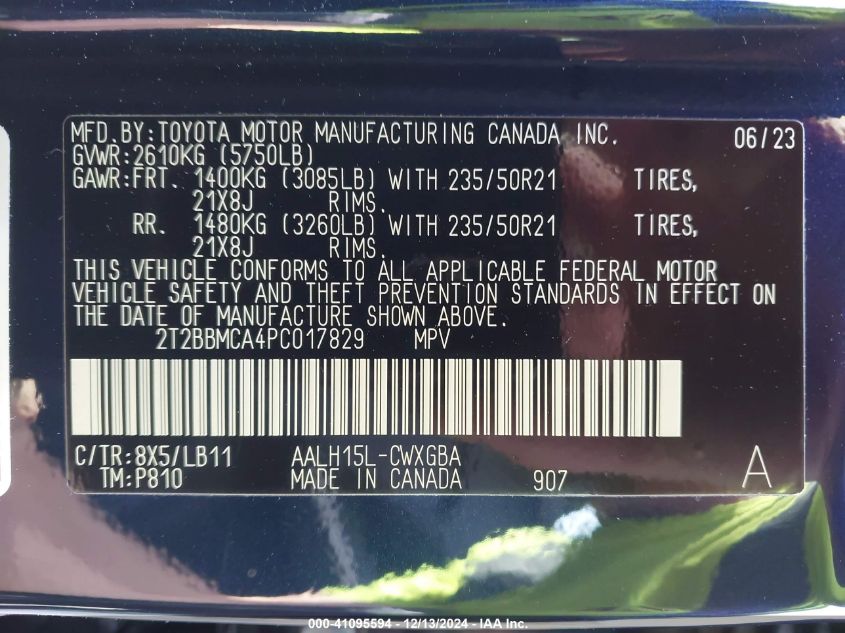 MFD. BY: TOYOTA MOTOR MANUFACTURING CANADA INC. 06/23
GVWR: 2610KG (5750LB)
GAWR: FRT. 1400KG (3085LB) WITH 235/50R21 TIRES,
21X8J RIMS.
RR. 1480KG (3260LB) WITH 235/50R21 TIRES,
21X8J RIMS.
THIS VEHICLE CONFORMS TO ALL APPLICABLE FEDERAL MOTOR
VEHICLE SAFETY AND THEFT PREVENTION STANDARDS IN EFFECT ON
THE DATE OF MANUFACTURE SHOWN ABOVE.
2T2BBMCA4PC017829 MPV
C/TR: 8X5/LB11 AALH15L-CWXGBA
TM: P810 MADE IN CANADA 907 A
000-41095594 - 12/13/2024 - IAA Inc.